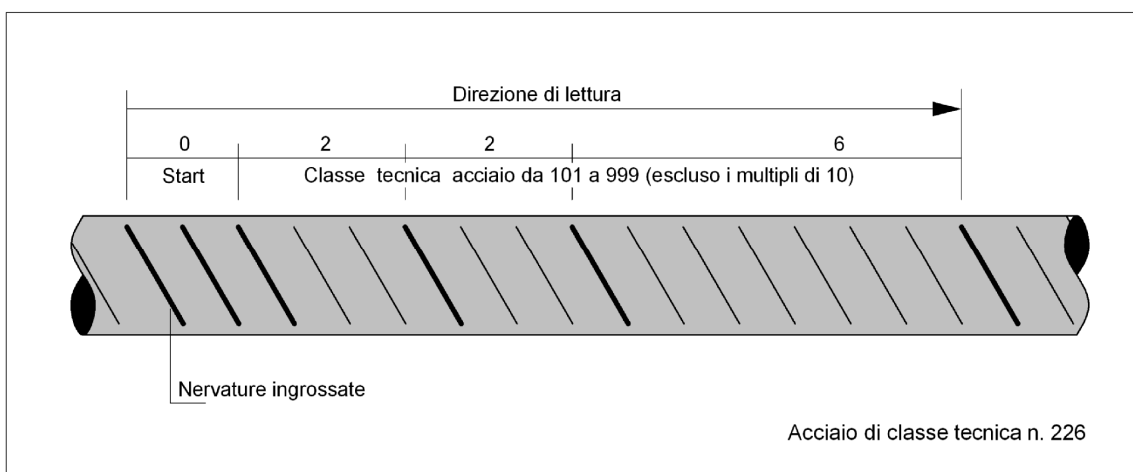 Direzione di lettura
0 2 2 6
Start Classe tecnica acciaio da 101 a 999 (escluso i multipli di 10)
Nervature ingrossate
Acciaio di classe tecnica n. 226